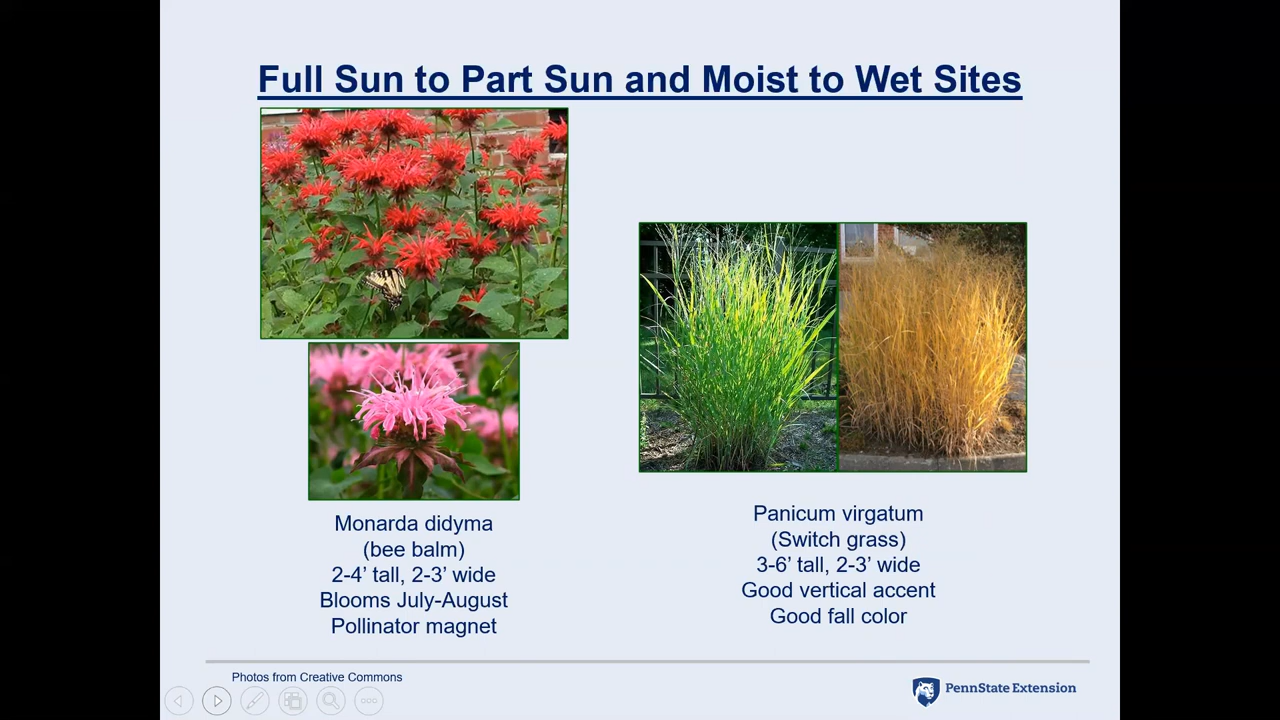 Full Sun to Part Sun and Moist to Wet Sites
Monarda didyma
(bee balm)
2-4’ tall, 2-3’ wide
Blooms July-August
Pollinator magnet
Panicum virgatum
(Switch grass)
3-6’ tall, 2-3’ wide
Good vertical accent
Good fall color
Photos from Creative Commons
PennState Extension